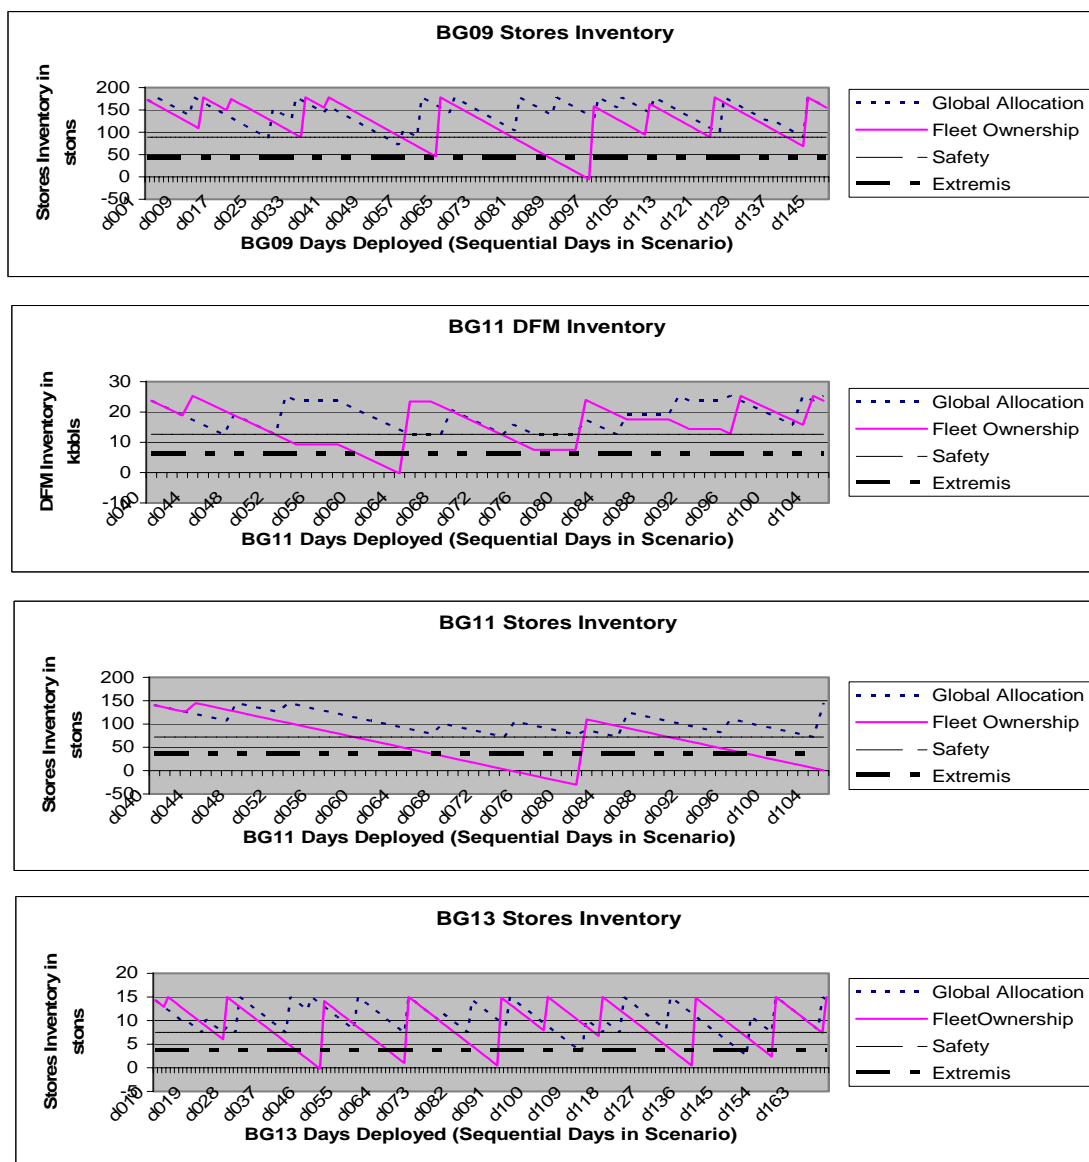 BG09 Stores Inventory
Stores Inventory in
stons
200
150
100
50
0
-50
d001
d009
d017
d025
d033
d041
d049
d057
d065
d073
d081
d089
d097
d105
d113
d121
d129
d137
d145
BG09 Days Deployed (Sequential Days in Scenario)
Global Allocation
Fleet Ownership
Safety
Extremis
BG11 DFM Inventory
DFM Inventory in
kbbls
30
20
10
0
-10
d040
d044
d048
d052
d056
d060
d064
d068
d072
d076
d080
d084
d088
d092
d096
d100
d104
BG11 Days Deployed (Sequential Days in Scenario)
Global Allocation
Fleet Ownership
Safety
Extremis
BG11 Stores Inventory
Stores Inventory in
stons
200
150
100
50
0
-50
d040
d044
d048
d052
d056
d060
d064
d068
d072
d076
d080
d084
d088
d092
d096
d100
d104
BG11 Days Deployed (Sequential Days in Scenario)
Global Allocation
Fleet Ownership
Safety
Extremis
BG13 Stores Inventory
Stores Inventory in
stons
20
15
10
5
0
-5
d010
d019
d028
d037
d046
d055
d064
d073
d082
d091
d100
d109
d118
d127
d136
d145
d154
d163
BG13 Days Deployed (Sequential Days in Scenario)
Global Allocation
FleetOwnership
Safety
Extremis